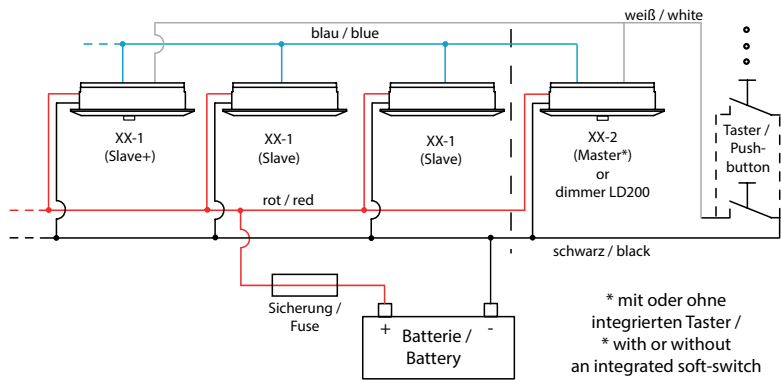 weiß / white
blau / blue
XX-1
(Slave+)
XX-1
(Slave)
XX-1
(Slave)
XX-2
(Master*)
or
dimmer LD200
Taster /
Push-
button
rot / red
schwarz / black
Sicherung /
Fuse
+
-
Batterie /
Battery
* mit oder ohne
integrierten Taster /
* with or without
an integrated soft-switch